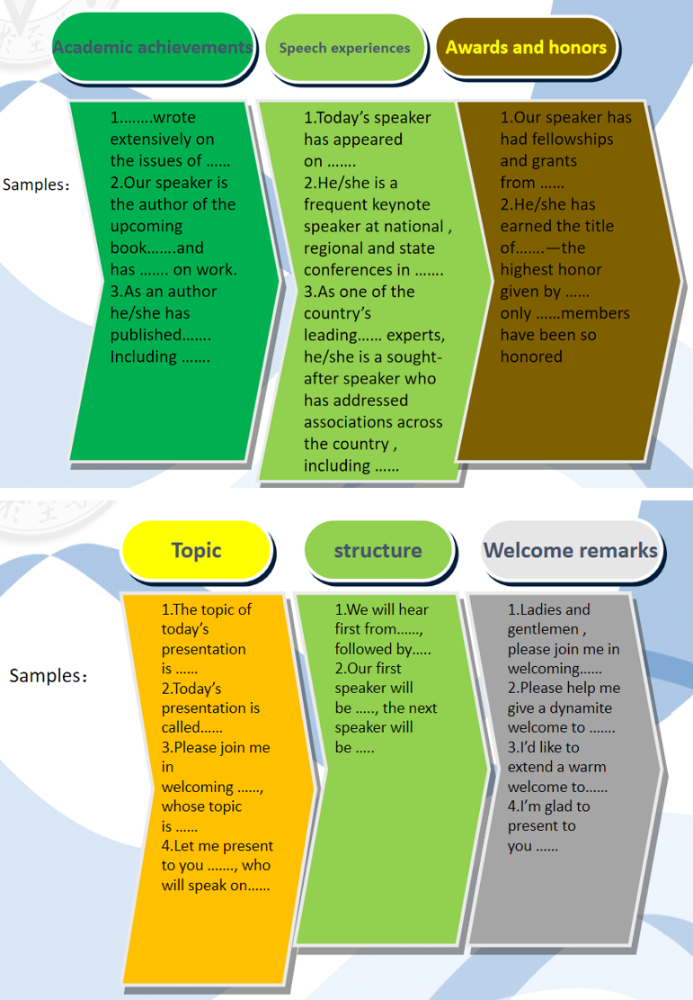 Academic achievements
Speech experiences
Awards and honors
Samples：
1........wrote
extensively on
the issues of ......
2.Our speaker is
the author of the
upcoming
book.......and
has ....... on work.
3.As an author
he/she has
published.......
Including .......
1.Today's speaker
has appeared
on .......
2.He/she is a
frequent keynote
speaker at national ,
regional and state
conferences in .......
3.As one of the
country's
leading...... experts,
he/she is a sought-
after speaker who
has addressed
associations across
the country ,
including ......
1.Our speaker has
had fellowships
and grants
from ......
2.He/she has
earned the title
of.......—the
highest honor
given by ......
only ......members
have been so
honored
Topic
structure
Welcome remarks
Samples：
1.The topic of
today's
presentation
is ......
2.Today's
presentation is
called......
3.Please join me
in
welcoming ......,
whose topic
is ......
4.Let me present
to you ......., who
will speak on......
1.We will hear
first from......,
followed by.....
2.Our first
speaker will
be ....., the next
speaker will
be .....
1.Ladies and
gentlemen ,
please join me in
welcoming......
2.Please help me
give a dynamite
welcome to .......
3.I'd like to
extend a warm
welcome to......
4.I'm glad to
present to
you ......